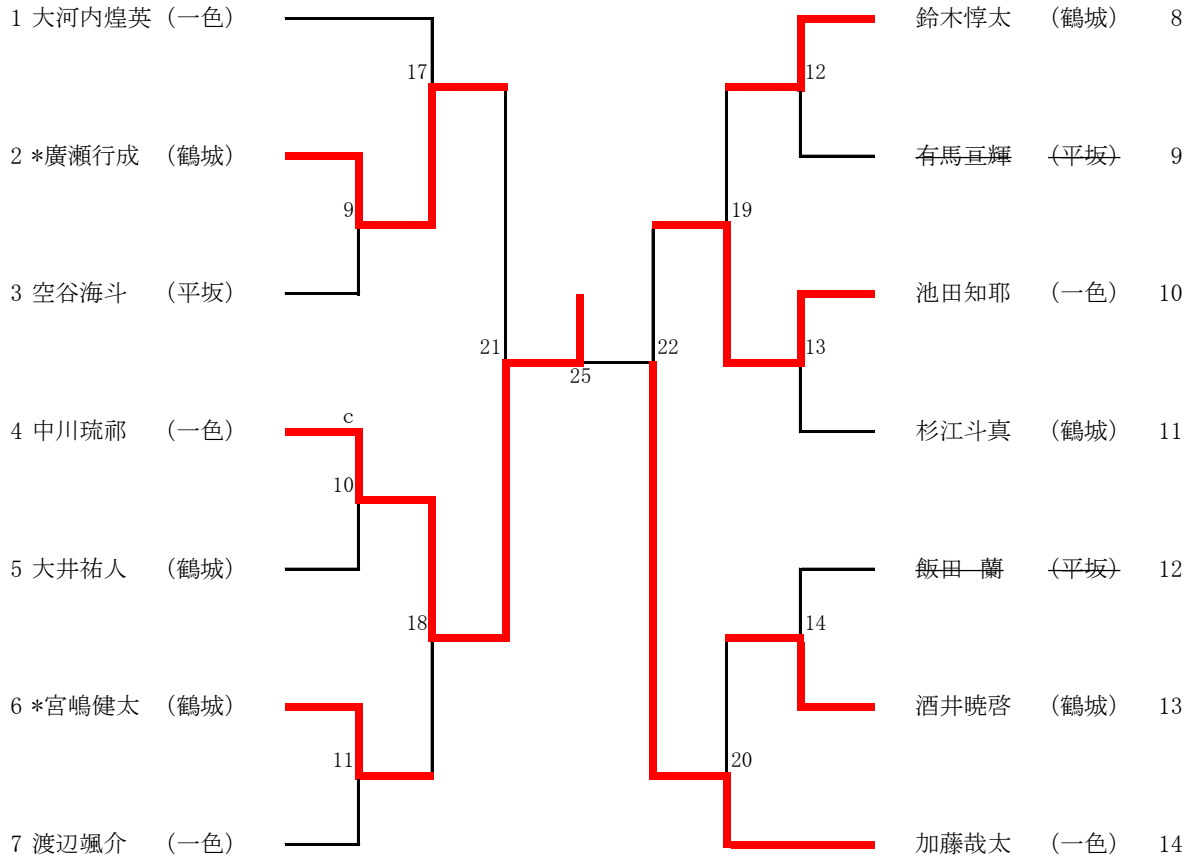 1 大河内煌英 (一色)
17
2 *廣瀬行成 (鶴城)
9
3 空谷海斗 (平坂)
21
4 中川琉祁 (一色)
c
10
5 大井祐人 (鶴城)
18
6 *宮嶋健太 (鶴城)
11
7 渡辺颯介 (一色)
25
鈴木惇太 (鶴城) 8
12
有馬亘輝 (平坂) 9
19
池田知耶 (一色) 10
13
22
杉江斗真 (鶴城) 11
飯田 蘭 (平坂) 12
14
酒井暁啓 (鶴城) 13
20
加藤哉太 (一色) 14